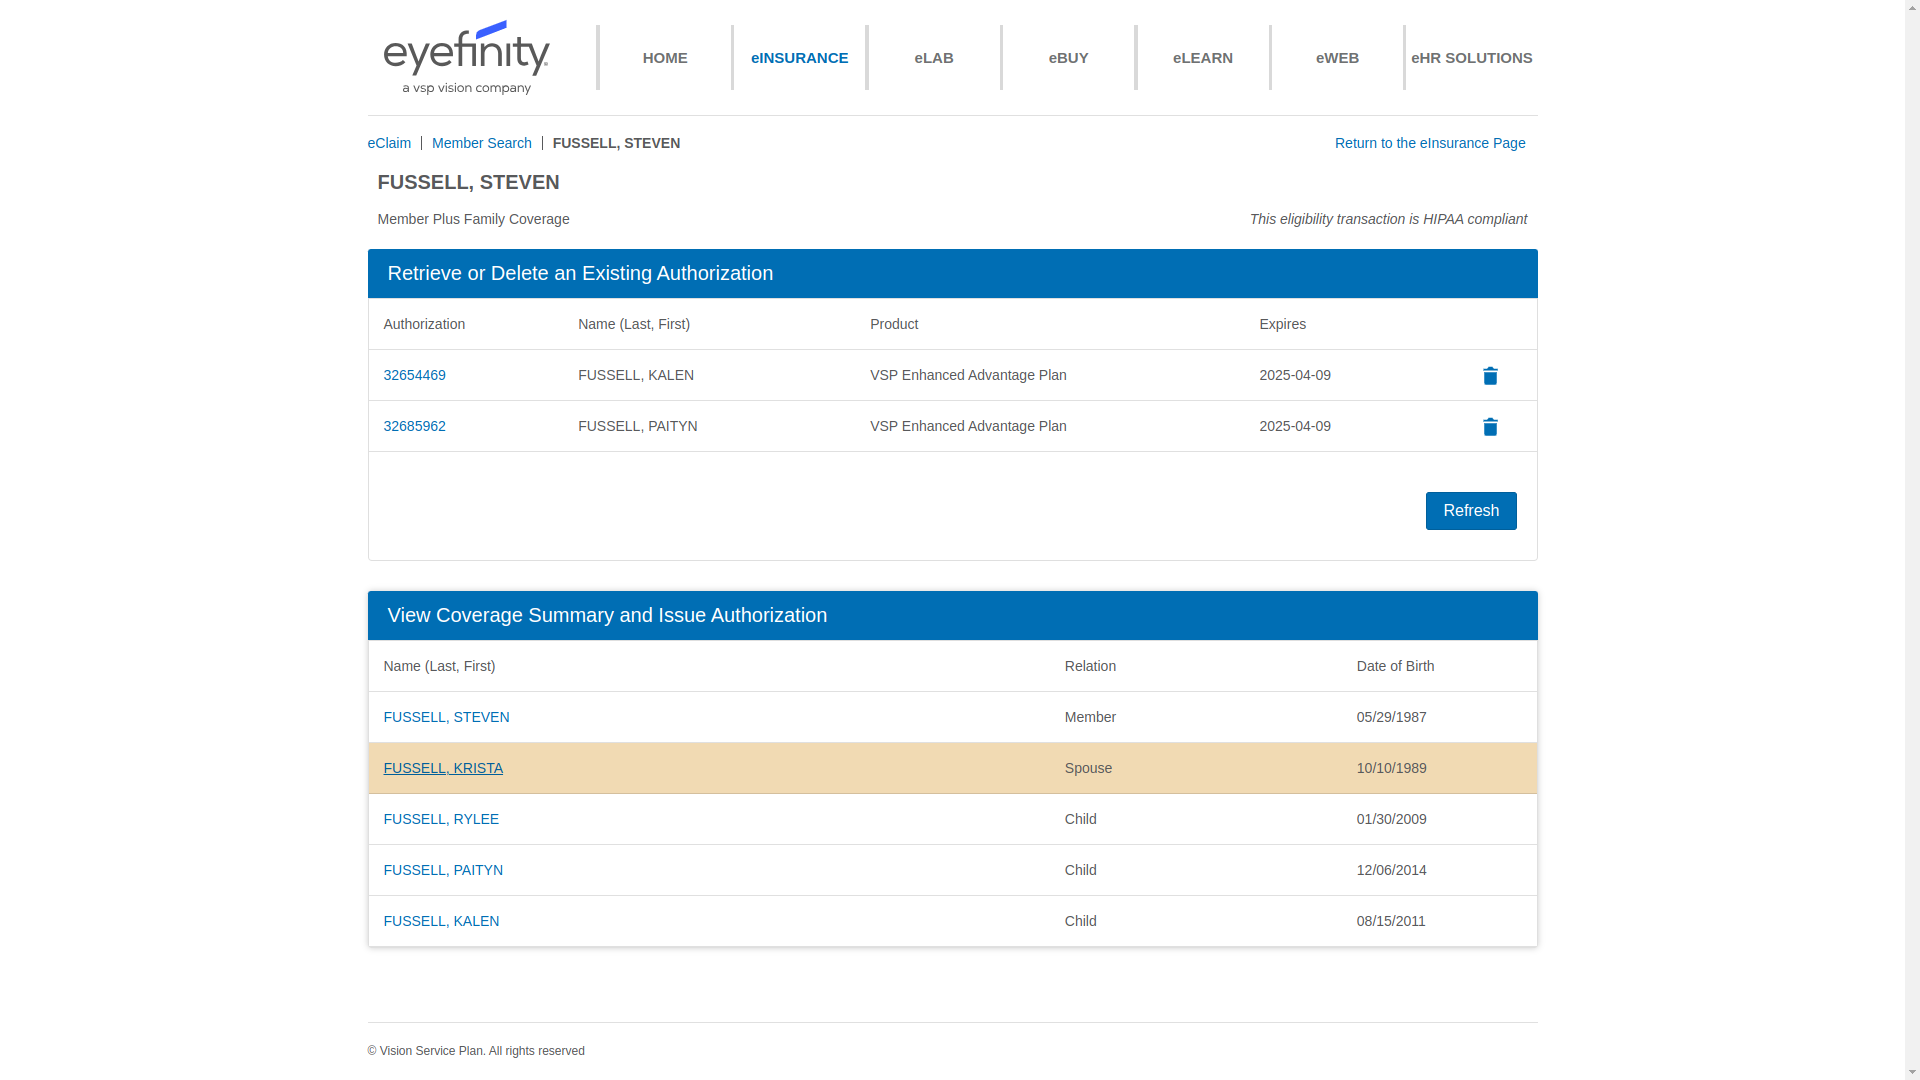 eyefinity
a vsp vision company
HOME
eINSURANCE
eLAB
eBUY
eLEARN
eWEB
eHR SOLUTIONS
eClaim | Member Search | FUSSELL, STEVEN
Return to the eInsurance Page
FUSSELL, STEVEN
Member Plus Family Coverage
This eligibility transaction is HIPAA compliant
Retrieve or Delete an Existing Authorization
Authorization Name (Last, First) Product Expires
32654469 FUSSELL, KALEN VSP Enhanced Advantage Plan 2025-04-09
32685962 FUSSELL, PAITYN VSP Enhanced Advantage Plan 2025-04-09
Refresh
View Coverage Summary and Issue Authorization
Name (Last, First) Relation Date of Birth
FUSSELL, STEVEN Member 05/29/1987
FUSSELL, KRISTA Spouse 10/10/1989
FUSSELL, RYLEE Child 01/30/2009
FUSSELL, PAITYN Child 12/06/2014
FUSSELL, KALEN Child 08/15/2011
© Vision Service Plan. All rights reserved